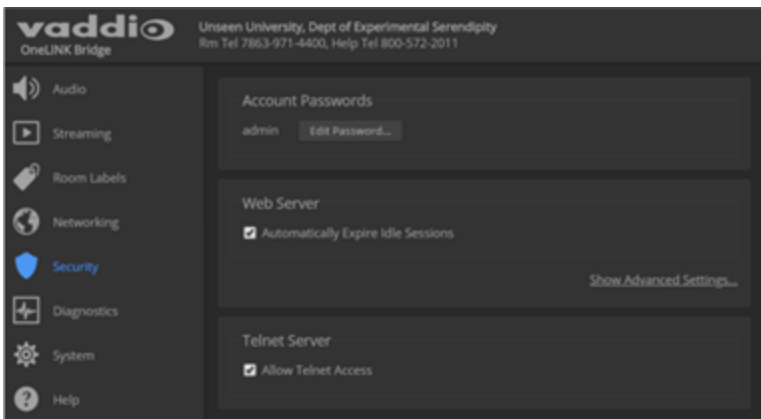 vaddio
OneLINK Bridge
Unseen University, Dept of Experimental Serendipity
Rm Tel 7863-971-4400, Help Tel 800-572-2011
Audio
Streaming
Room Labels
Networking
Security
Diagnostics
System
Help
Account Passwords
admin Edit Password...
Web Server
Automatically Expire Idle Sessions
Show Advanced Settings...
Telnet Server
Allow Telnet Access